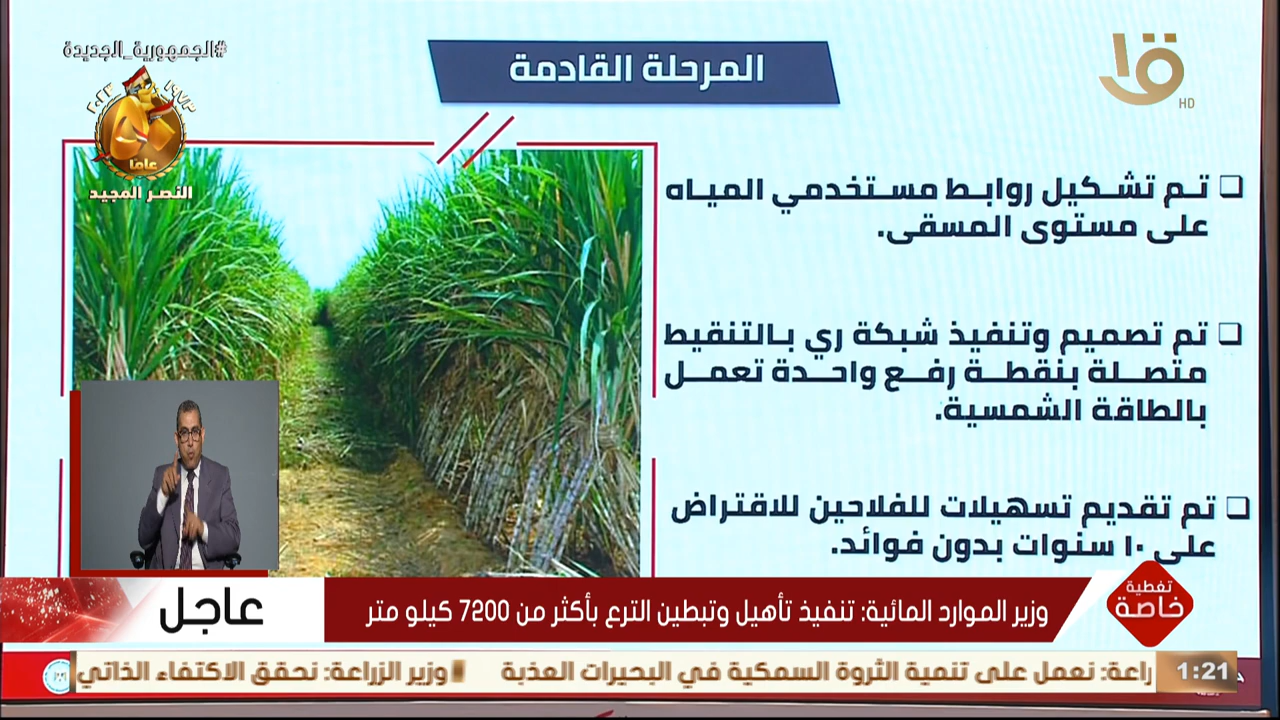 #الجمهورية_الجديدة
١٩٧٣
٢٠٢٣
٥٠
عاما
النصر المجيد
المرحلة القادمة
HD
❑ تم تشكيل روابط مستخدمي المياه
على مستوى المسقى.
❑ تم تصميم وتنفيذ شبكة ري بالتنقيط
متصلة بنقطة رفع واحدة تعمل
بالطاقة الشمسية.
❑ تم تقديم تسهيلات للفلاحين للاقتراض
على ١٠ سنوات بدون فوائد.
تغطية
خاصة
وزير الموارد المائية: تنفيذ تأهيل وتبطين الترع بأكثر من 7200 كيلو متر
عاجل
1:21
راعة: نعمل على تنمية الثروة السمكية في البحيرات العذبة
وزير الزراعة: نحقق الاكتفاء الذاتي